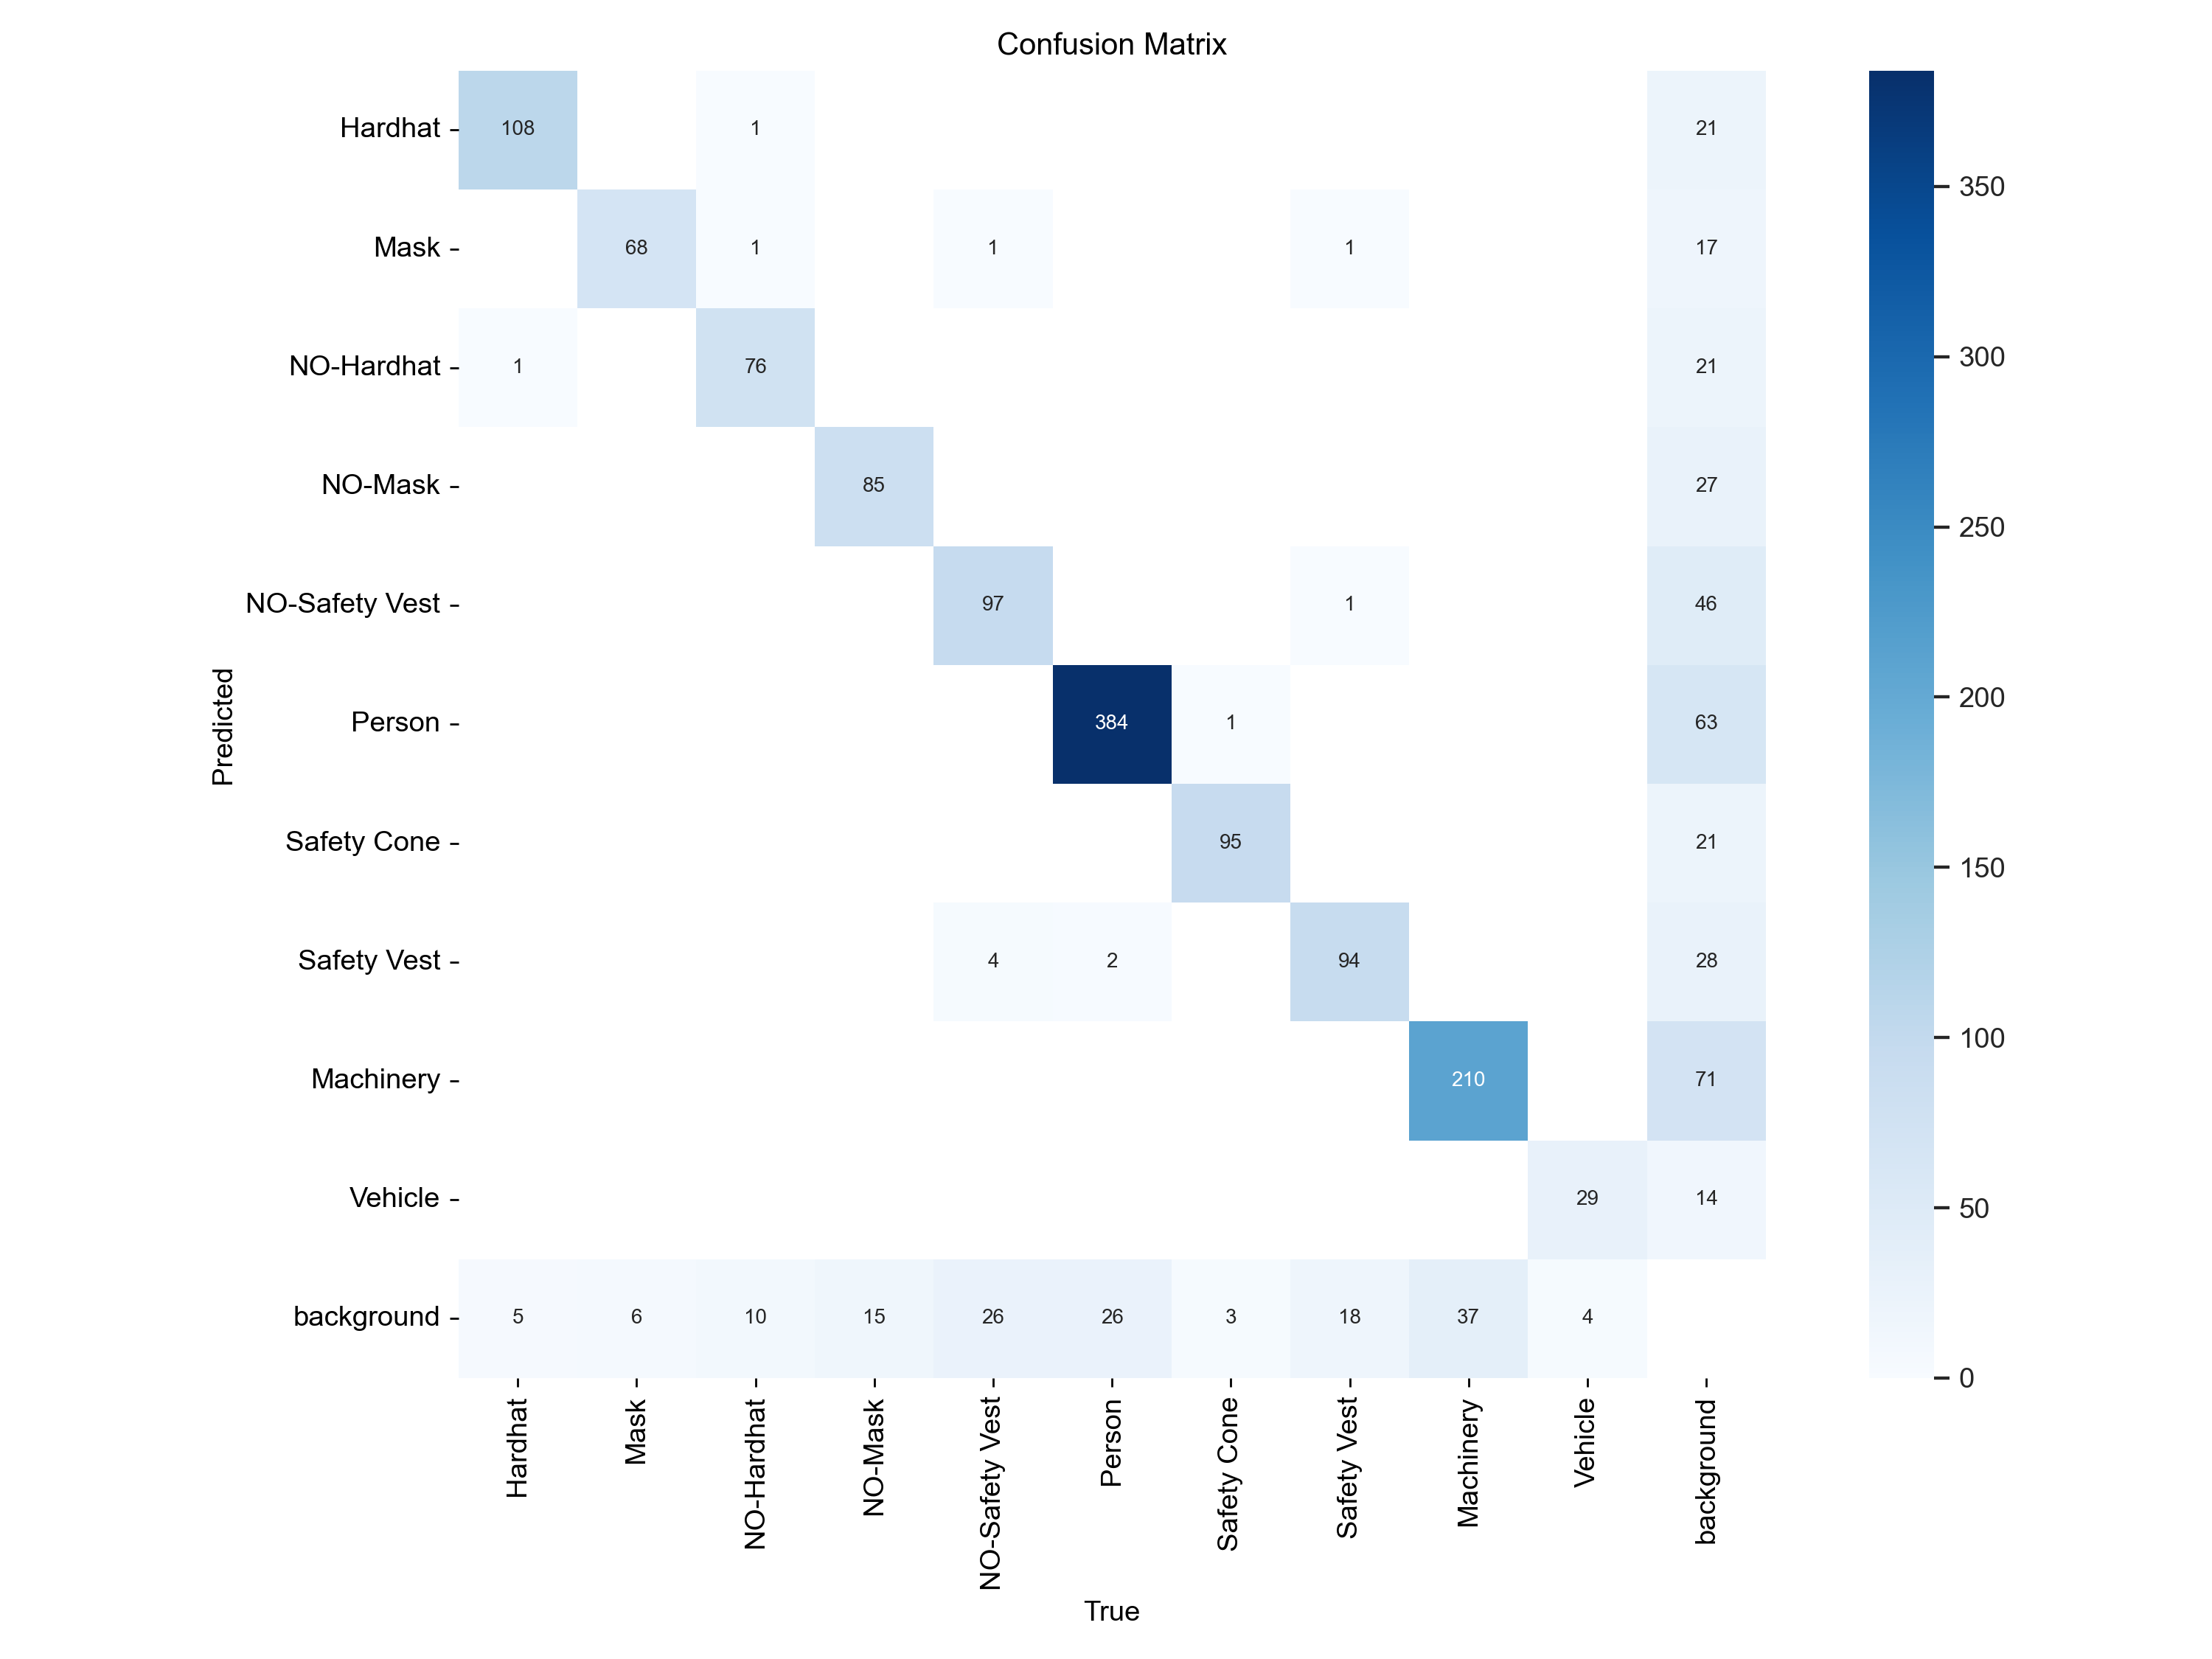 Confusion Matrix
Hardhat 108 1 21
Mask 68 1 1 1 17
NO-Hardhat 1 76 21
NO-Mask 85 27
NO-Safety Vest 97 1 46
Person 384 1 63
Safety Cone 95 21
Safety Vest 4 2 94 28
Machinery 210 71
Vehicle 29 14
background 5 6 10 15 26 26 3 18 37 4
Predicted
Hardhat
Mask
NO-Hardhat
NO-Mask
NO-Safety Vest
Person
Safety Cone
Safety Vest
Machinery
Vehicle
background
True
350
300
250
200
150
100
50
0